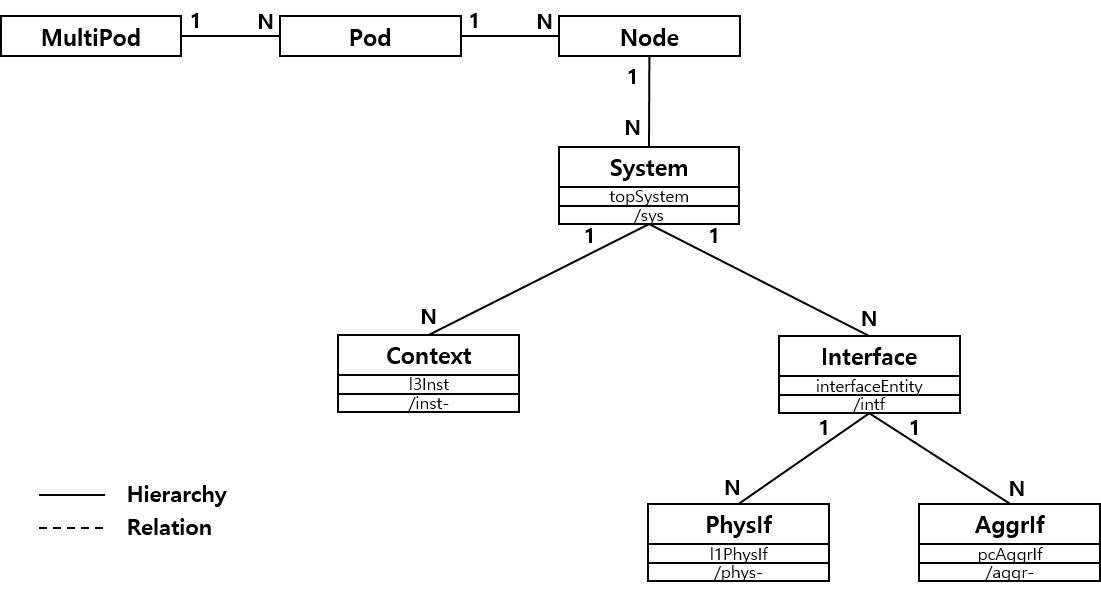 MultiPod 1 N Pod 1 N Node
1
N
System
topSystem
/sys
1 1
N N
Context
l3Inst
/inst-
Interface
interfaceEntity
/intf
1 1
N N
PhysIf
l1PhysIf
/phys-
AggrIf
pcAggrIf
/aggr-
Hierarchy
Relation